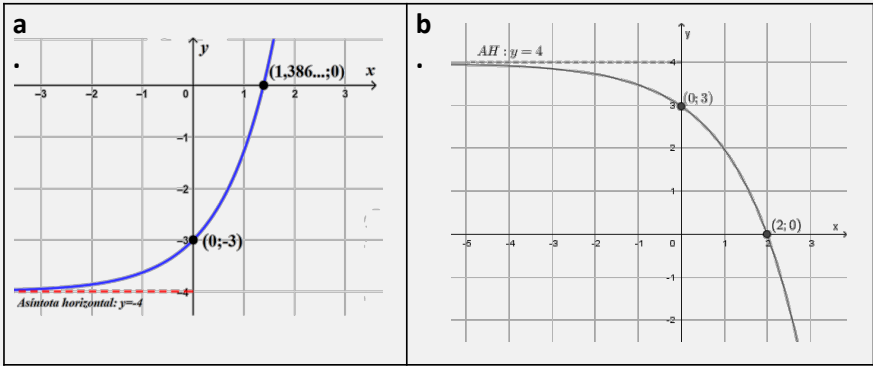 a
.
y
(1,386...;0)
x
−3 −2 −1 0 1 2 3
−1
−2
−3
(0;-3)
−4
Asíntota horizontal: y=-4
b
.
y
AH : y = 4
4
3
(0; 3)
2
1
(2; 0)
x
-5 -4 -3 -2 -1 0 1 2 3
-1
-2